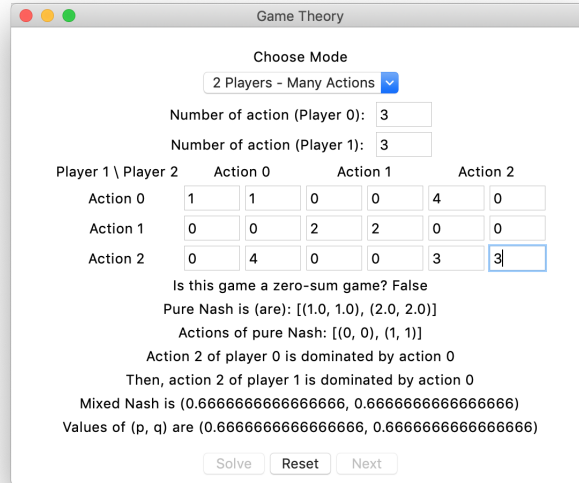 Game Theory
Choose Mode
2 Players - Many Actions
Number of action (Player 0): 3
Number of action (Player 1): 3
Player 1 \ Player 2 Action 0 Action 1 Action 2
Action 0 1 1 0 0 4 0
Action 1 0 0 2 2 0 0
Action 2 0 4 0 0 3 3
Is this game a zero-sum game? False
Pure Nash is (are): [(1.0, 1.0), (2.0, 2.0)]
Actions of pure Nash: [(0, 0), (1, 1)]
Action 2 of player 0 is dominated by action 0
Then, action 2 of player 1 is dominated by action 0
Mixed Nash is (0.6666666666666666, 0.6666666666666666)
Values of (p, q) are (0.6666666666666666, 0.6666666666666666)
Solve Reset Next